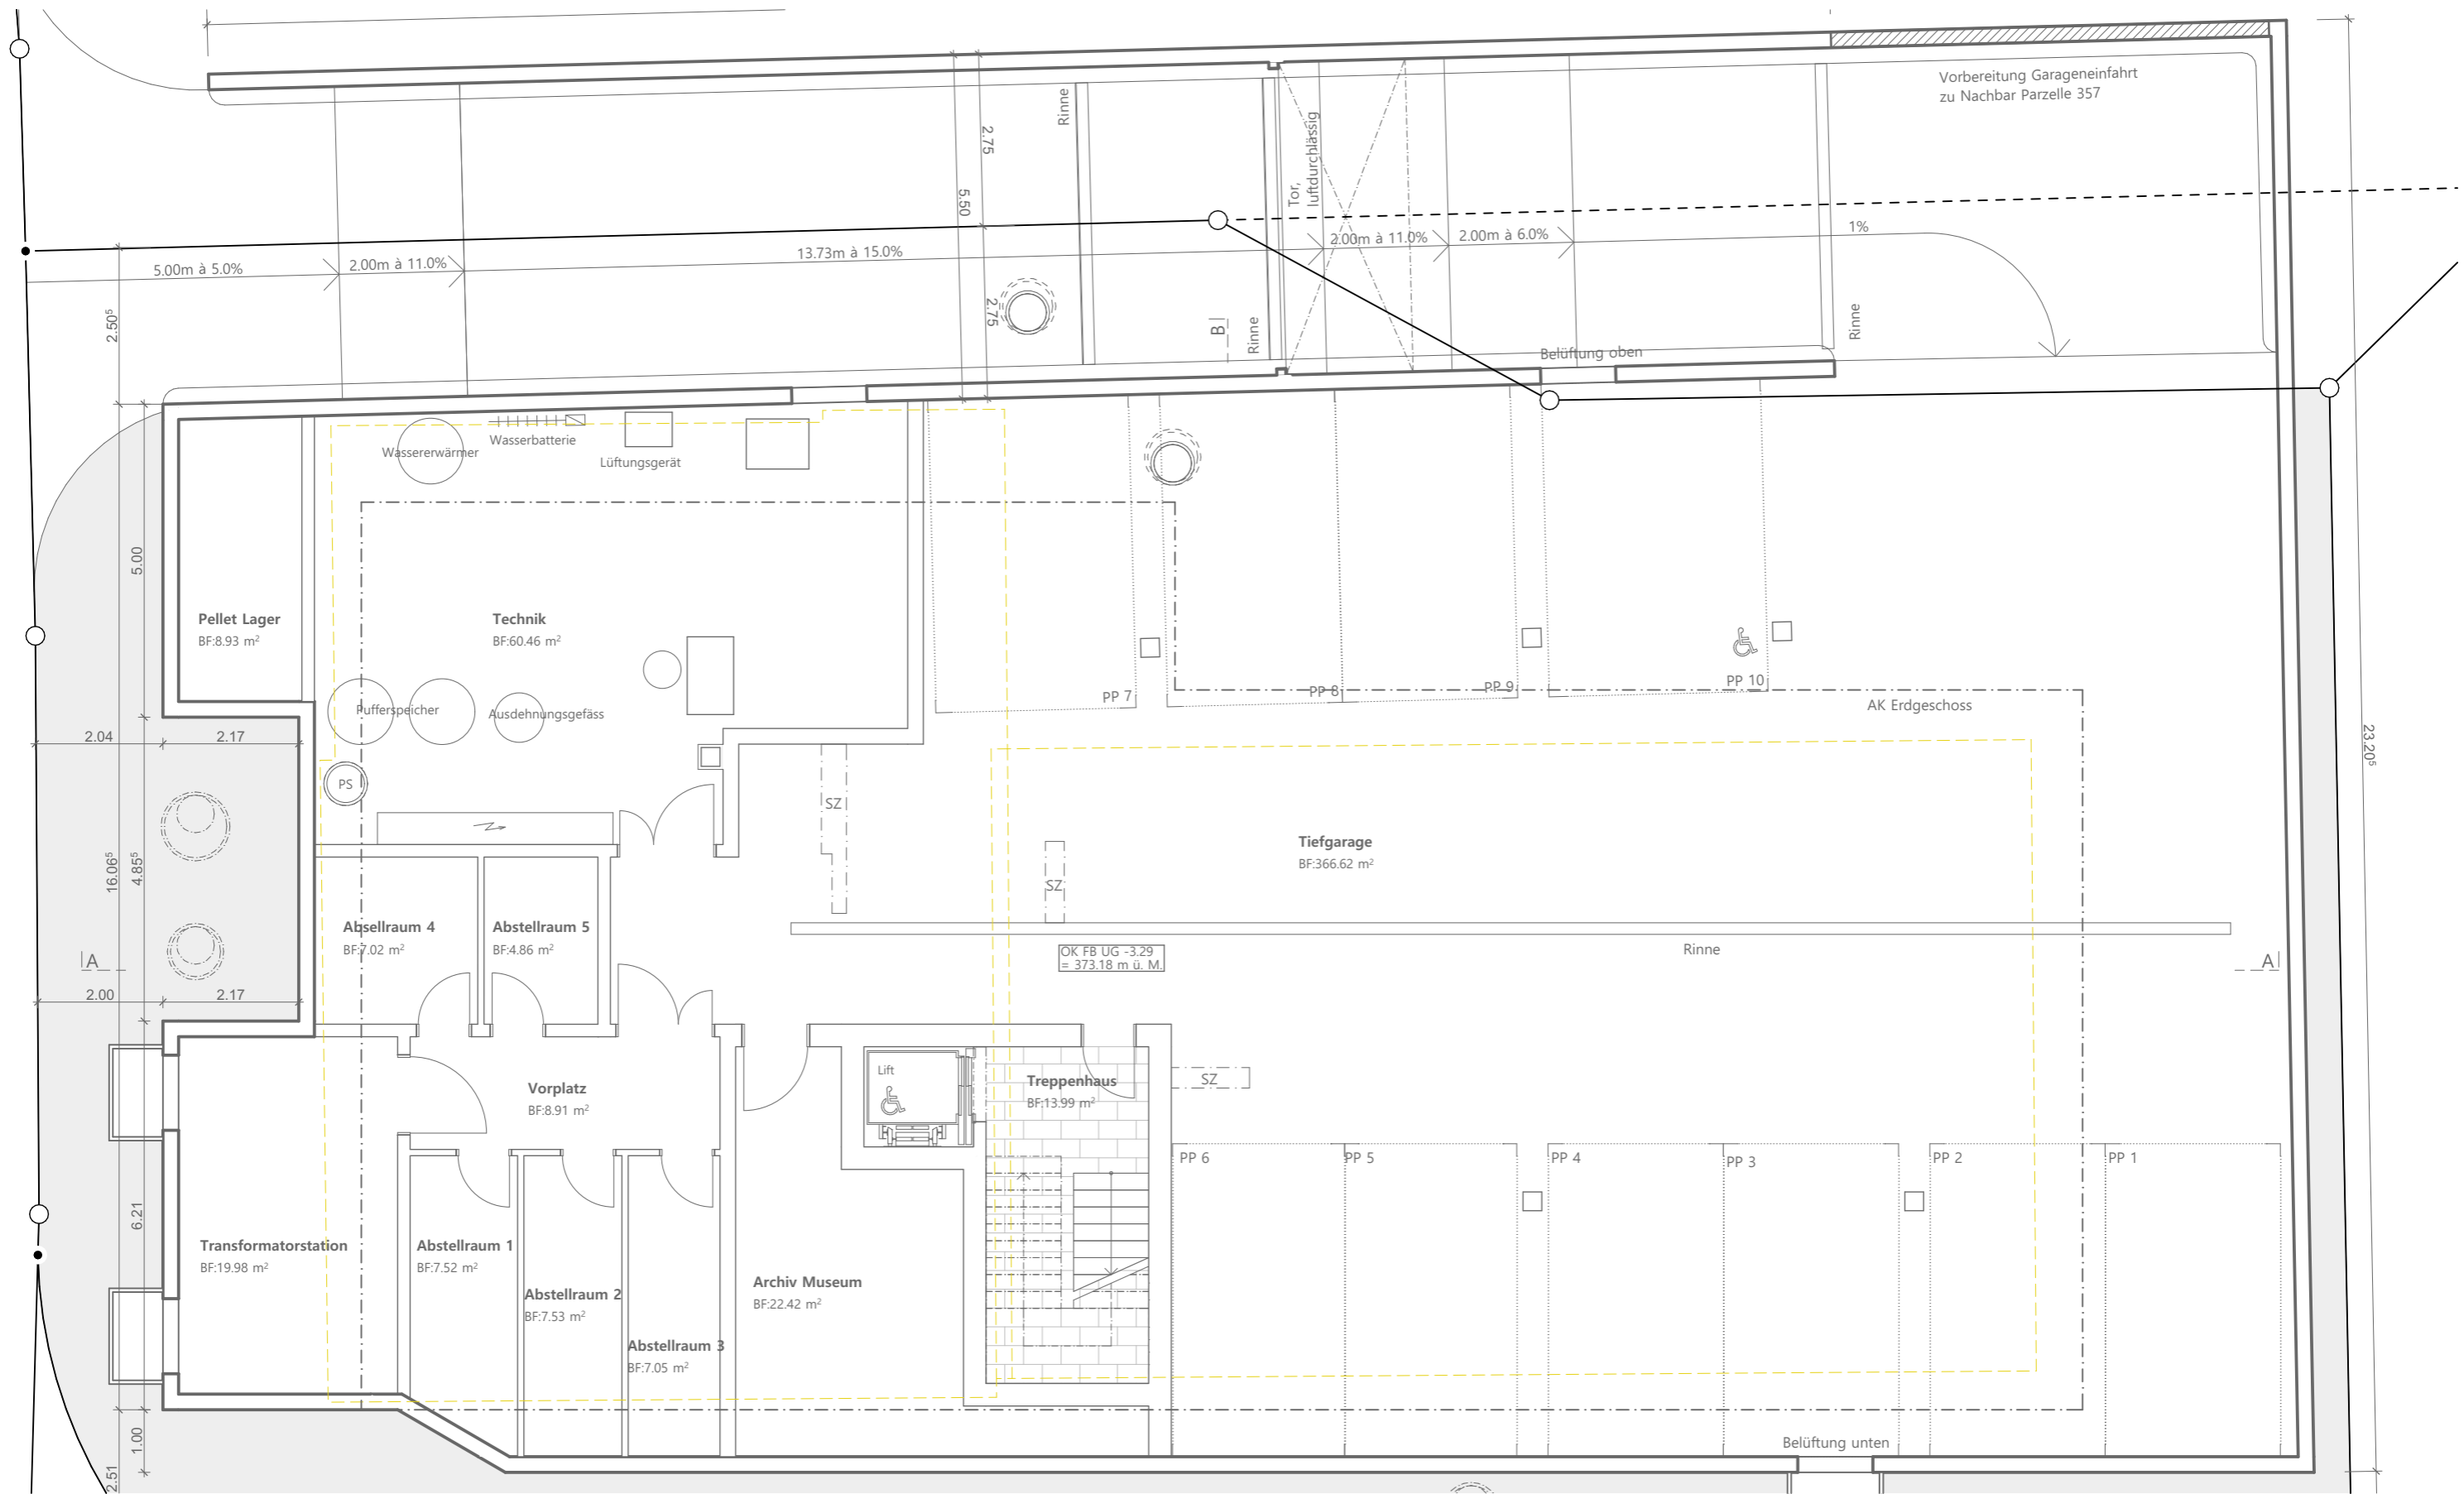 Vorbereitung Garageneinfahrt
zu Nachbar Parzelle 357
Rinne
2.75
5.50
Tor,
luftdurchlässig
1%
5.00m à 5.0%
2.00m à 11.0%
13.73m à 15.0%
2.00m à 11.0%
2.00m à 6.0%
2.50⁵
2.75
B
Rinne
Rinne
Belüftung oben
Wassererwärmer
Wasserbatterie
Lüftungsgerät
5.00
Pellet Lager
BF:8.93 m²
Technik
BF:60.46 m²
PP 7
PP 8
PP 9
PP 10
AK Erdgeschoss
Pufferspeicher
Ausdehnungsgefäss
2.04
2.17
23.20⁵
PS
SZ
Tiefgarage
BF:366.62 m²
16.06⁵
4.85⁵
SZ
Absellraum 4
BF:7.02 m²
Abstellraum 5
BF:4.86 m²
OK FB UG -3.29
= 373.18 m ü. M.
Rinne
A
A
2.00
2.17
Lift
Vorplatz
BF:8.91 m²
Treppenhaus
BF:13.99 m²
SZ
PP 6
PP 5
PP 4
PP 3
PP 2
PP 1
6.21
Transformatorstation
BF:19.98 m²
Abstellraum 1
BF:7.52 m²
Abstellraum 2
BF:7.53 m²
Abstellraum 3
BF:7.05 m²
Archiv Museum
BF:22.42 m²
Belüftung unten
1.00
2.51